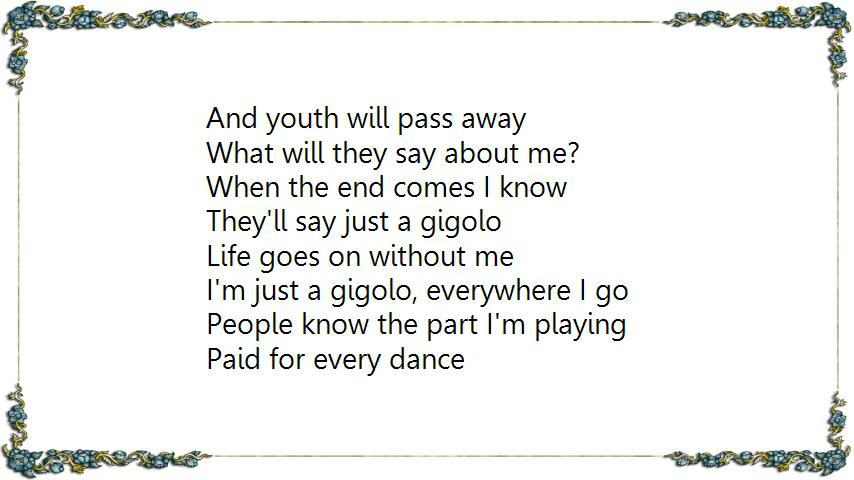 And youth will pass away
What will they say about me?
When the end comes I know
They'll say just a gigolo
Life goes on without me
I'm just a gigolo, everywhere I go
People know the part I'm playing
Paid for every dance